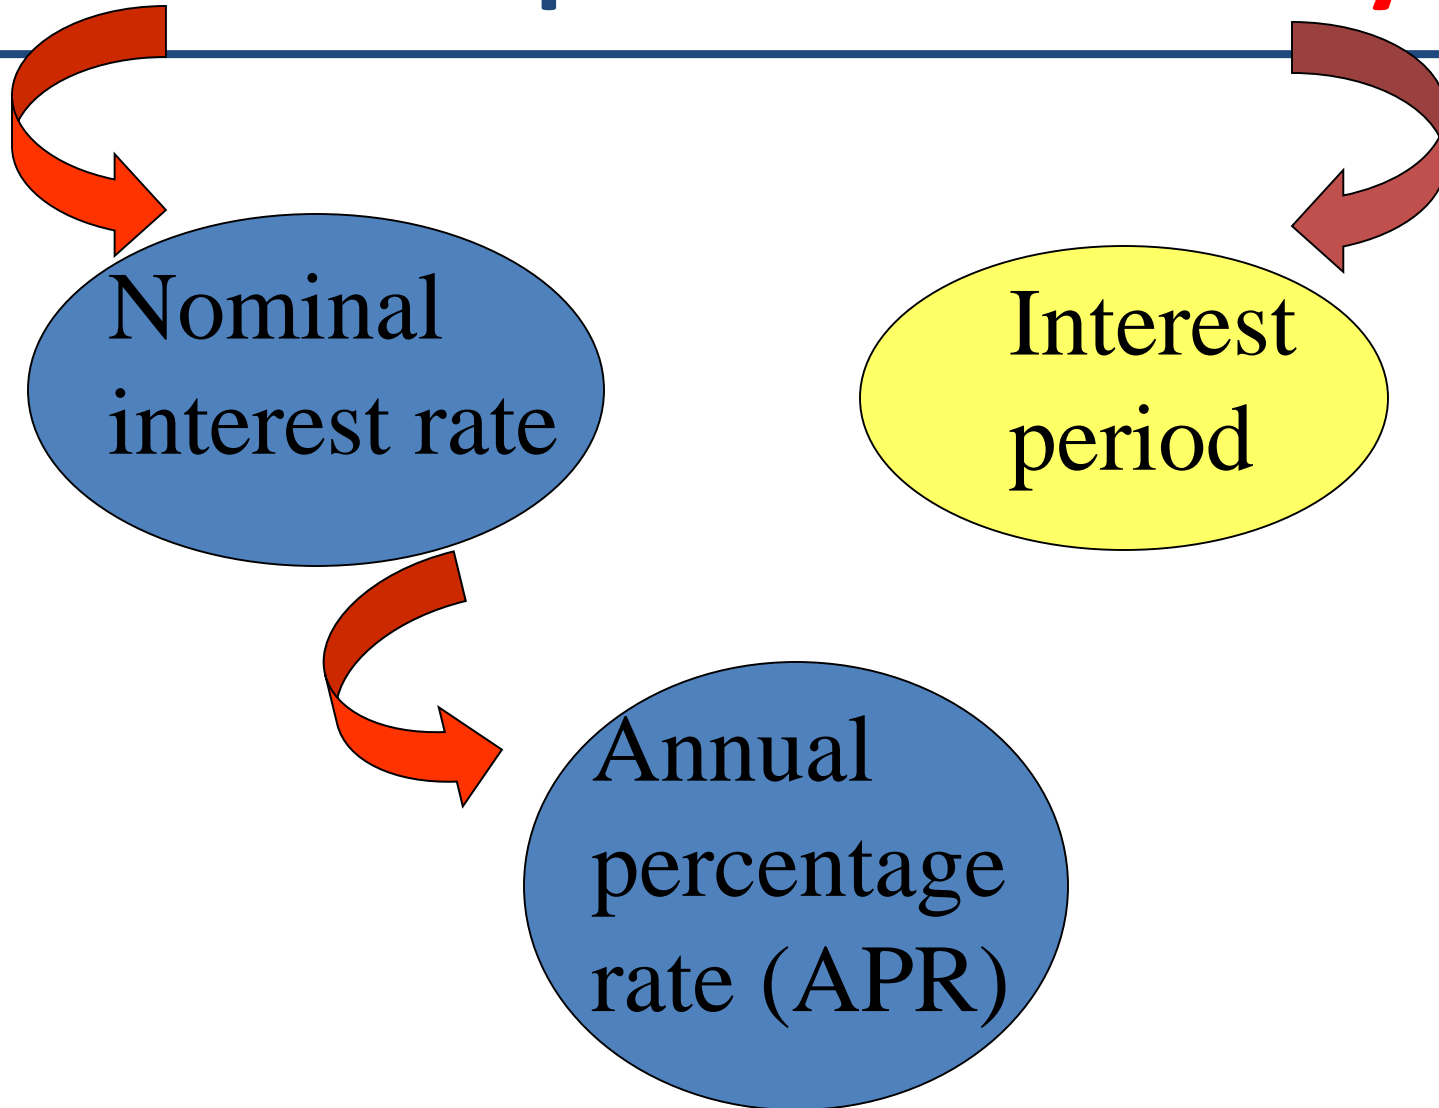 Nominal
interest rate
Interest
period
Annual
percentage
rate (APR)